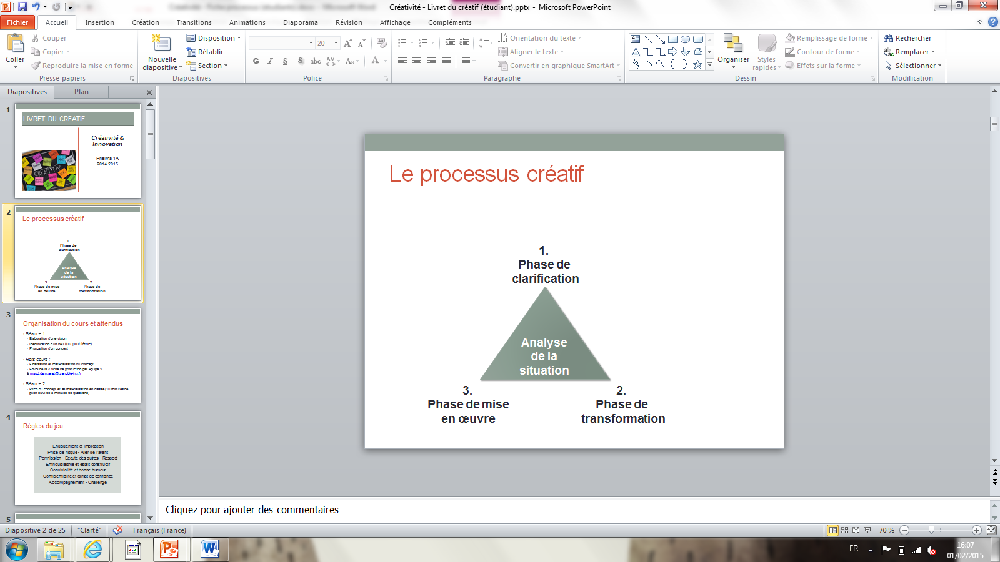 Créativité - Livret du créatif (étudiant).pptx - Microsoft PowerPoint
Fichier Accueil Insertion Création Transitions Animations Diaporama Révision Affichage Compléments
Coller
Couper
Copier
Reproduire la mise en forme
Presse-papiers
Nouvelle diapositive
Disposition
Rétablir
Section
Diapositives
20
G I S S abc AV Aa A
Police
Orientation du texte
Aligner le texte
Convertir en graphique SmartArt
Paragraphe
Organiser
Styles rapides
Remplissage de forme
Contour de forme
Effets sur la forme
Dessin
Rechercher
Remplacer
Sélectionner
Modification
Diapositives Plan
1
LIVRET DU CREATIF
Créativité &
Innovation
Phelma 1A
2014-2015
CREATIVITY
2
Le processus créatif
1.
Phase de
clarification
Analyse
de la
situation
3.
Phase de mise
en œuvre
2.
Phase de
transformation
3
Organisation du cours et attendus
- Séance 1 :
- Elaboration d'une vision
- Identification d'un défi (ou problème)
- Proposition d'un concept
- Hors cours :
- Finalisation et matérialisation du concept
- Envoi de la « fiche de production par équipe »
- Séance 2 :
- Pitch du concept et sa matérialisation en classe (10 minutes de
pitch suivi de 5 minutes de questions)
4
Règles du jeu
Engagement et implication
Prise de risque - Aller de l'avant
Permission - Ecoute des autres - Respect
Enthousiasme et esprit constructif
Convivialité et bonne humeur
Confidentialité et climat de confiance
Accompagnement - Challenge
5
Le processus créatif
1.
Phase de
clarification
Analyse
de la
situation
3.
Phase de mise
en œuvre
2.
Phase de
transformation
Cliquez pour ajouter des commentaires
Diapositive 2 de 25 "Clarté" Français (France) 70 %
FR
16:07
01/02/2015